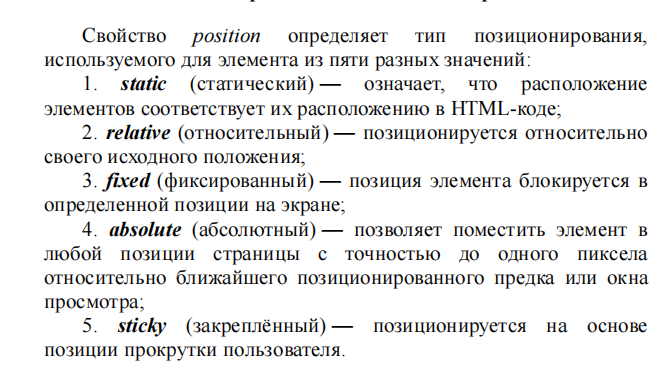 Свойство position определяет тип позиционирования,
используемого для элемента из пяти разных значений:
1. static (статический) — означает, что расположение
элементов соответствует их расположению в HTML-коде;
2. relative (относительный) — позиционируется относительно
своего исходного положения;
3. fixed (фиксированный) — позиция элемента блокируется в
определенной позиции на экране;
4. absolute (абсолютный) — позволяет поместить элемент в
любой позиции страницы с точностью до одного пиксела
относительно ближайшего позиционированного предка или окна
просмотра;
5. sticky (закреплённый) — позиционируется на основе
позиции прокрутки пользователя.